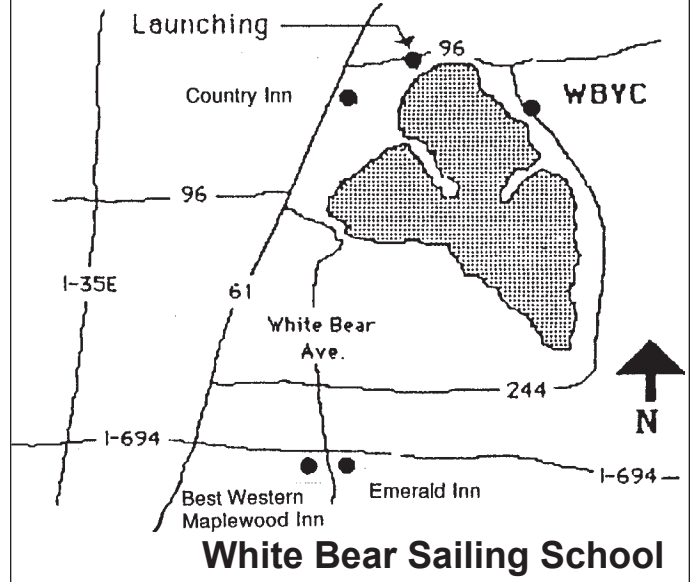 Launching
96
Country Inn
WBYC
96
I-35E
61
White Bear
Ave.
244
N
I-694
I-694
Best Western
Maplewood Inn
Emerald Inn
White Bear Sailing School